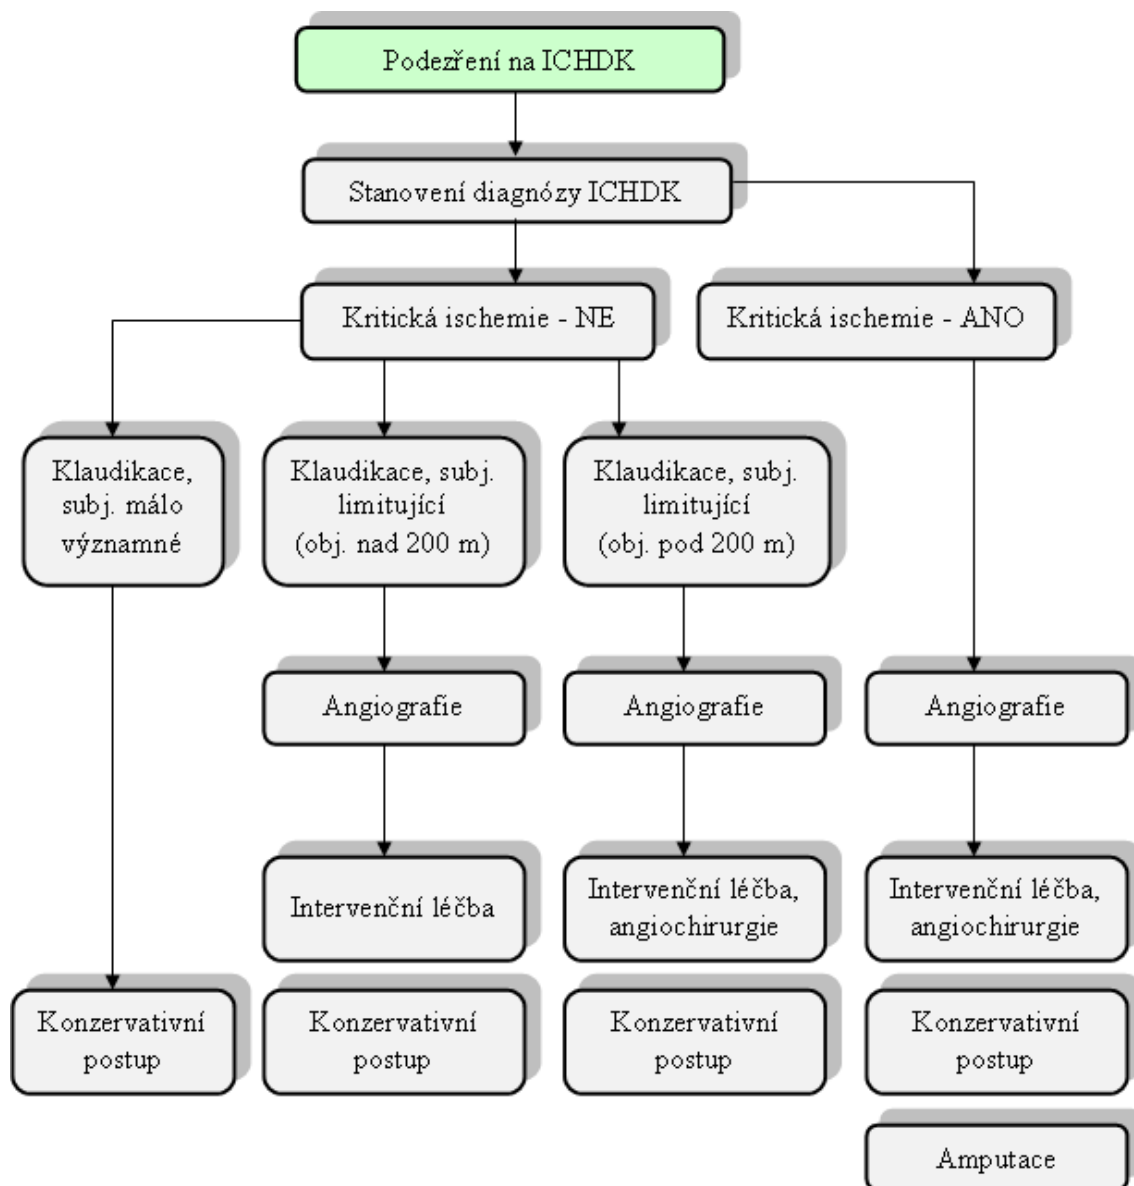 Podezření na ICHDK
Stanovení diagnózy ICHDK
Kritická ischemie - NE
Kritická ischemie - ANO
Klaudikace,
subj. málo
významné
Klaudikace, subj.
limitující
(obj. nad 200 m)
Klaudikace, subj.
limitující
(obj. pod 200 m)
Angiografie
Angiografie
Angiografie
Intervenční léčba
Intervenční léčba,
angiochirurgie
Intervenční léčba,
angiochirurgie
Konzervativní
postup
Konzervativní
postup
Konzervativní
postup
Konzervativní
postup
Amputace